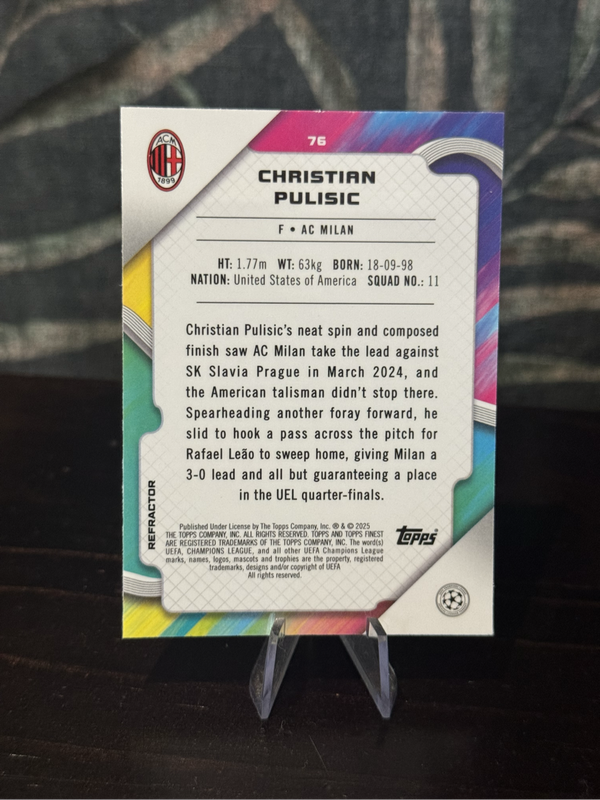 76
ACM
1899
CHRISTIAN
PULISIC
F • AC MILAN
HT: 1.77m WT: 63kg BORN: 18-09-98
NATION: United States of America SQUAD NO.: 11
Christian Pulisic's neat spin and composed
finish saw AC Milan take the lead against
SK Slavia Prague in March 2024, and
the American talisman didn't stop there.
Spearheading another foray forward, he
slid to hook a pass across the pitch for
Rafael Leão to sweep home, giving Milan a
3-0 lead and all but guaranteeing a place
in the UEL quarter-finals.
REFRACTOR
Published Under License by The Topps Company, Inc. ® & © 2025
THE TOPPS COMPANY, INC. ALL RIGHTS RESERVED. TOPPS AND TOPPS FINEST
ARE REGISTERED TRADEMARKS OF THE TOPPS COMPANY, INC. The word(s)
UEFA, CHAMPIONS LEAGUE, and all other UEFA Champions League
marks, names, logos, mascots and trophies are the property, registered
trademarks, designs and/or copyright of UEFA
All rights reserved.
Topps